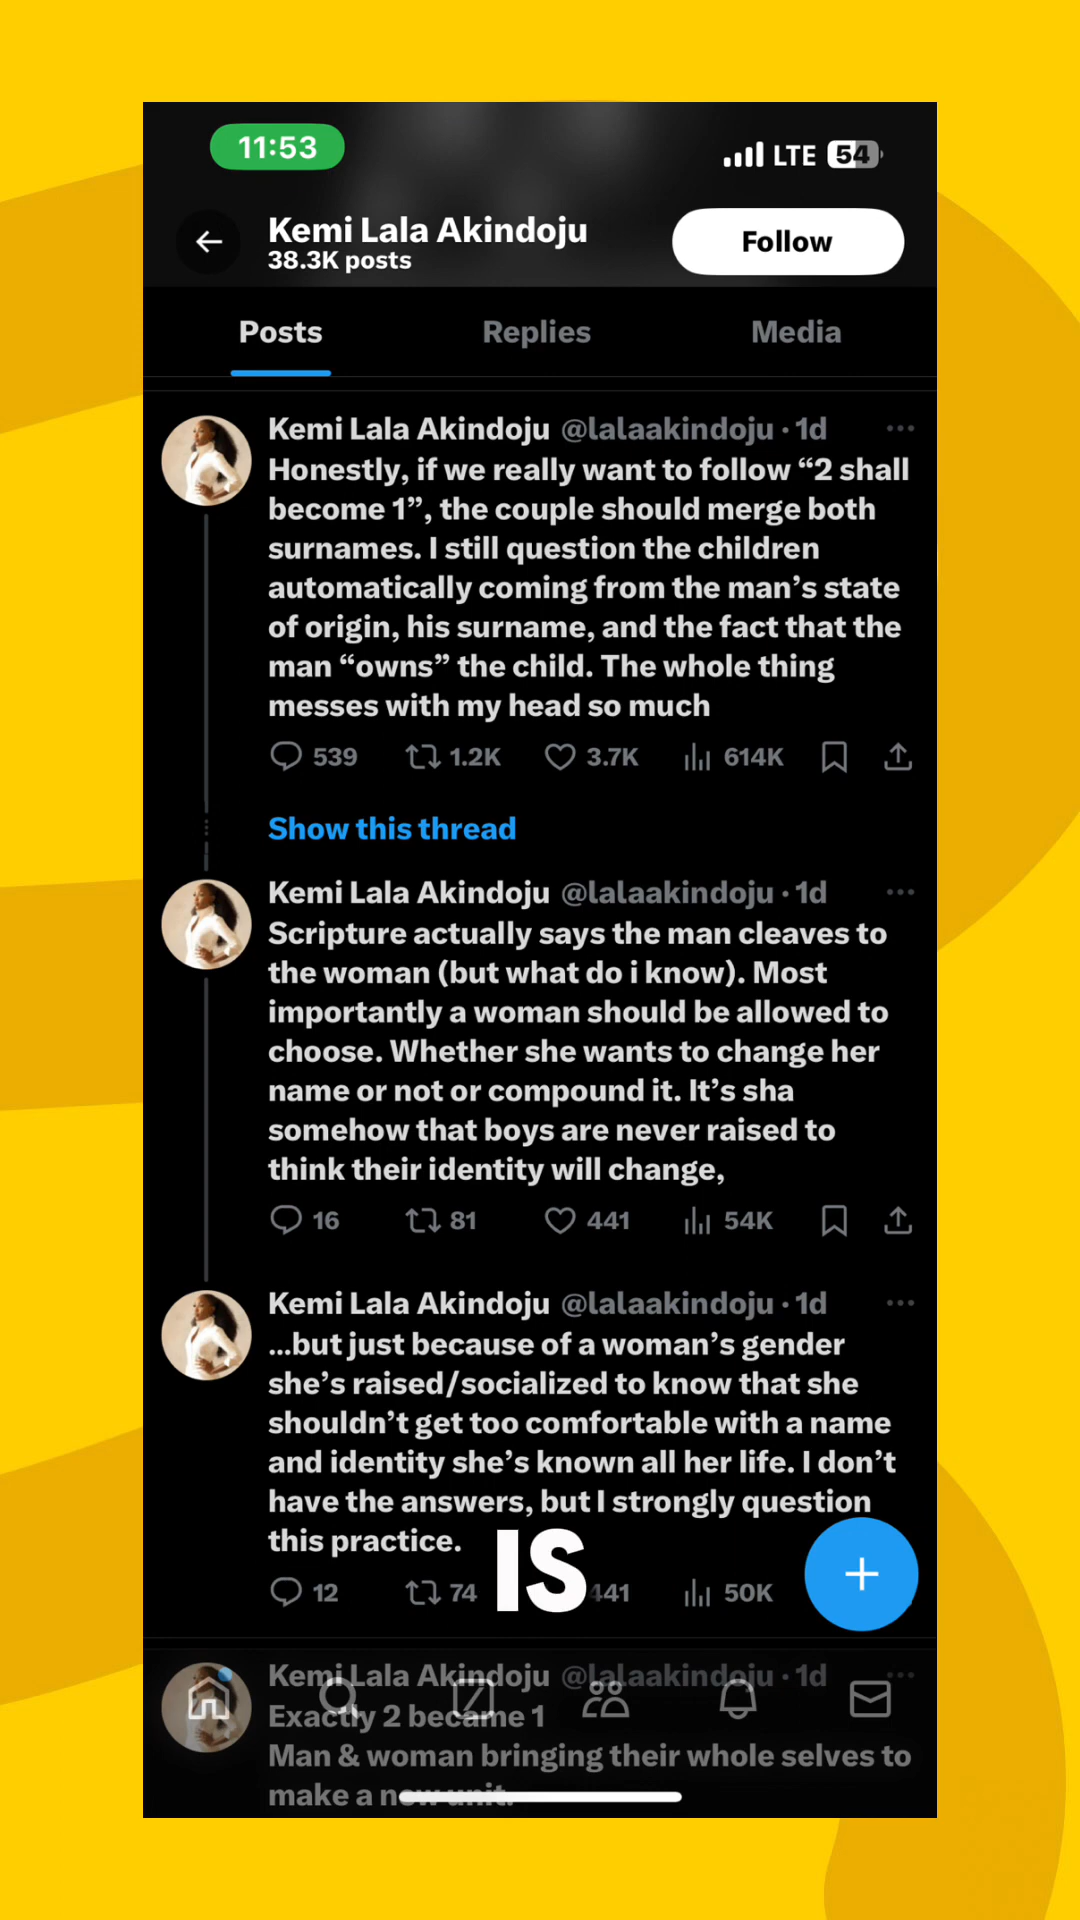 11:53
LTE 54
Kemi Lala Akindoju
38.3K posts
Follow
Posts Replies Media
Kemi Lala Akindoju @lalaakindoju · 1d
Honestly, if we really want to follow “2 shall
become 1”, the couple should merge both
surnames. I still question the children
automatically coming from the man’s state
of origin, his surname, and the fact that the
man “owns” the child. The whole thing
messes with my head so much
539 1.2K 3.7K 614K
Show this thread
Kemi Lala Akindoju @lalaakindoju · 1d
Scripture actually says the man cleaves to
the woman (but what do i know). Most
importantly a woman should be allowed to
choose. Whether she wants to change her
name or not or compound it. It’s sha
somehow that boys are never raised to
think their identity will change,
16 81 441 54K
Kemi Lala Akindoju @lalaakindoju · 1d
...but just because of a woman’s gender
she’s raised/socialized to know that she
shouldn’t get too comfortable with a name
and identity she’s known all her life. I don’t
have the answers, but I strongly question
this practice.
IS
12 74 441 50K
Kemi Lala Akindoju @lalaakindoju · 1d
Exactly 2 became 1
Man & woman bringing their whole selves to
make a new unit.